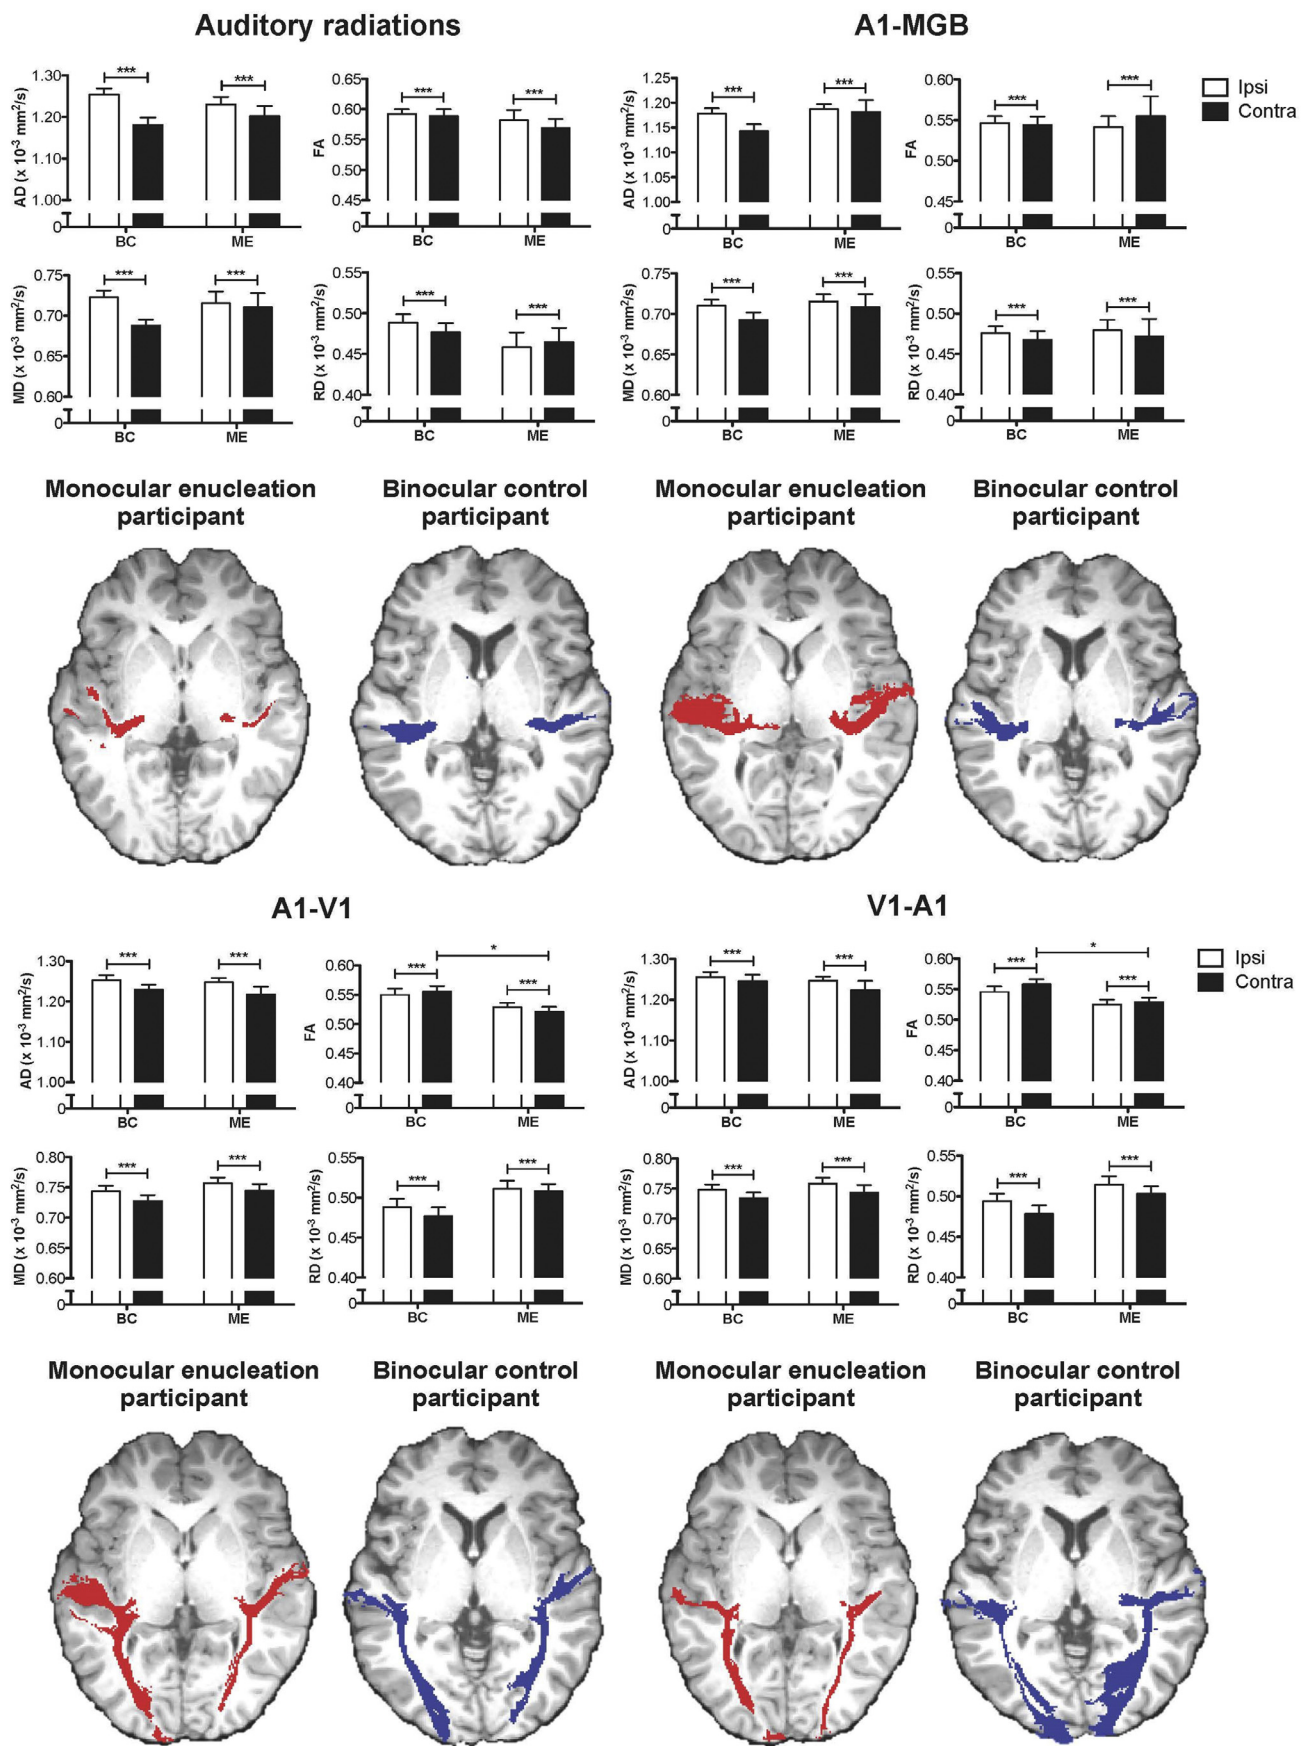 Auditory radiations
A1-MGB
AD (x 10⁻³ mm²/s)
1.30
1.20
1.10
1.00
0
***
***
BC
ME
FA
0.65
0.60
0.55
0.50
0.45
0
***
***
BC
ME
AD (x 10⁻³ mm²/s)
1.25
1.20
1.15
1.10
1.05
1.00
0
***
***
BC
ME
FA
0.60
0.55
0.50
0.45
0
***
***
BC
ME
Ipsi
Contra
MD (x 10⁻³ mm²/s)
0.75
0.70
0.65
0.60
0
***
***
BC
ME
RD (x 10⁻³ mm²/s)
0.55
0.50
0.45
0.40
0
***
***
BC
ME
MD (x 10⁻³ mm²/s)
0.75
0.70
0.65
0.60
0
***
***
BC
ME
RD (x 10⁻³ mm²/s)
0.55
0.50
0.45
0.40
0
***
***
BC
ME
Monocular enucleation
participant
Binocular control
participant
Monocular enucleation
participant
Binocular control
participant
A1-V1
V1-A1
AD (x 10⁻³ mm²/s)
1.30
1.20
1.10
1.00
0
***
***
BC
ME
FA
0.60
0.55
0.50
0.45
0.40
0
*
***
***
BC
ME
AD (x 10⁻³ mm²/s)
1.30
1.20
1.10
1.00
0
***
***
BC
ME
FA
0.60
0.55
0.50
0.45
0.40
0
*
***
***
BC
ME
Ipsi
Contra
MD (x 10⁻³ mm²/s)
0.80
0.75
0.70
0.65
0.60
0
***
***
BC
ME
RD (x 10⁻³ mm²/s)
0.55
0.50
0.45
0.40
0
***
***
BC
ME
MD (x 10⁻³ mm²/s)
0.80
0.75
0.70
0.65
0.60
0
***
***
BC
ME
RD (x 10⁻³ mm²/s)
0.55
0.50
0.45
0.40
0
***
***
BC
ME
Monocular enucleation
participant
Binocular control
participant
Monocular enucleation
participant
Binocular control
participant